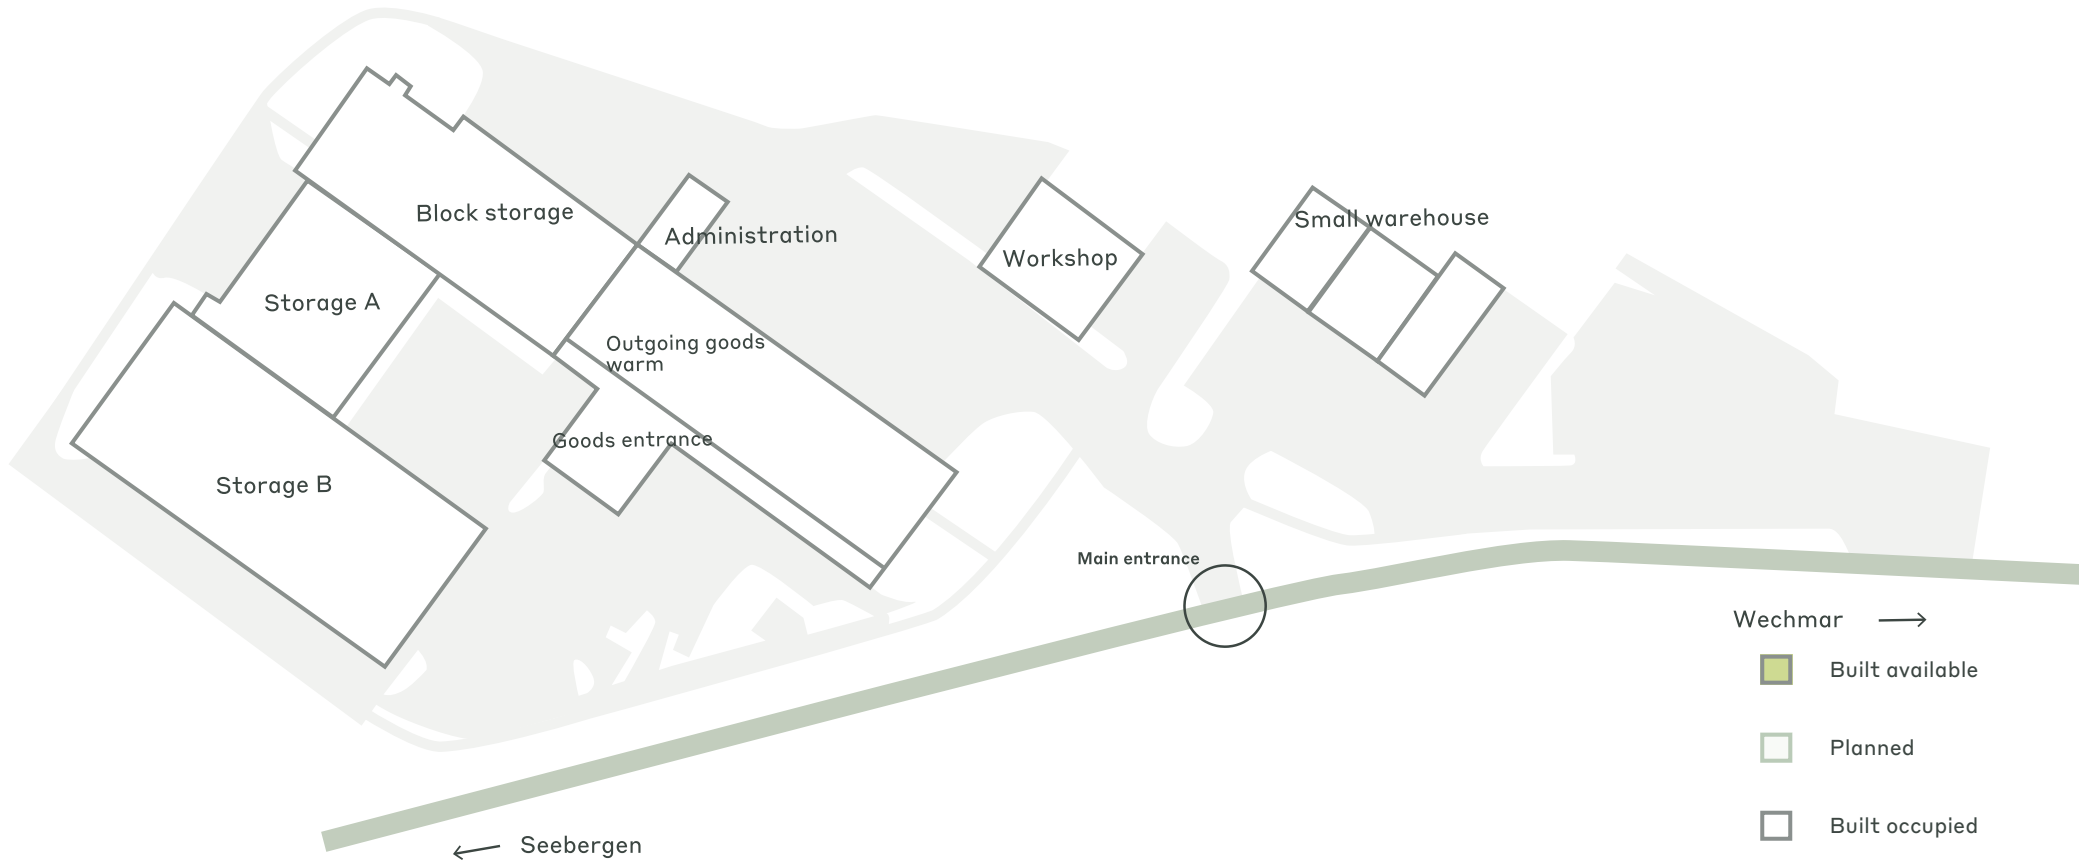 Block storage
Administration
Small warehouse
Workshop
Storage A
Outgoing goods
warm
Goods entrance
Storage B
Main entrance
Wechmar
Built available
Planned
Built occupied
Seebergen